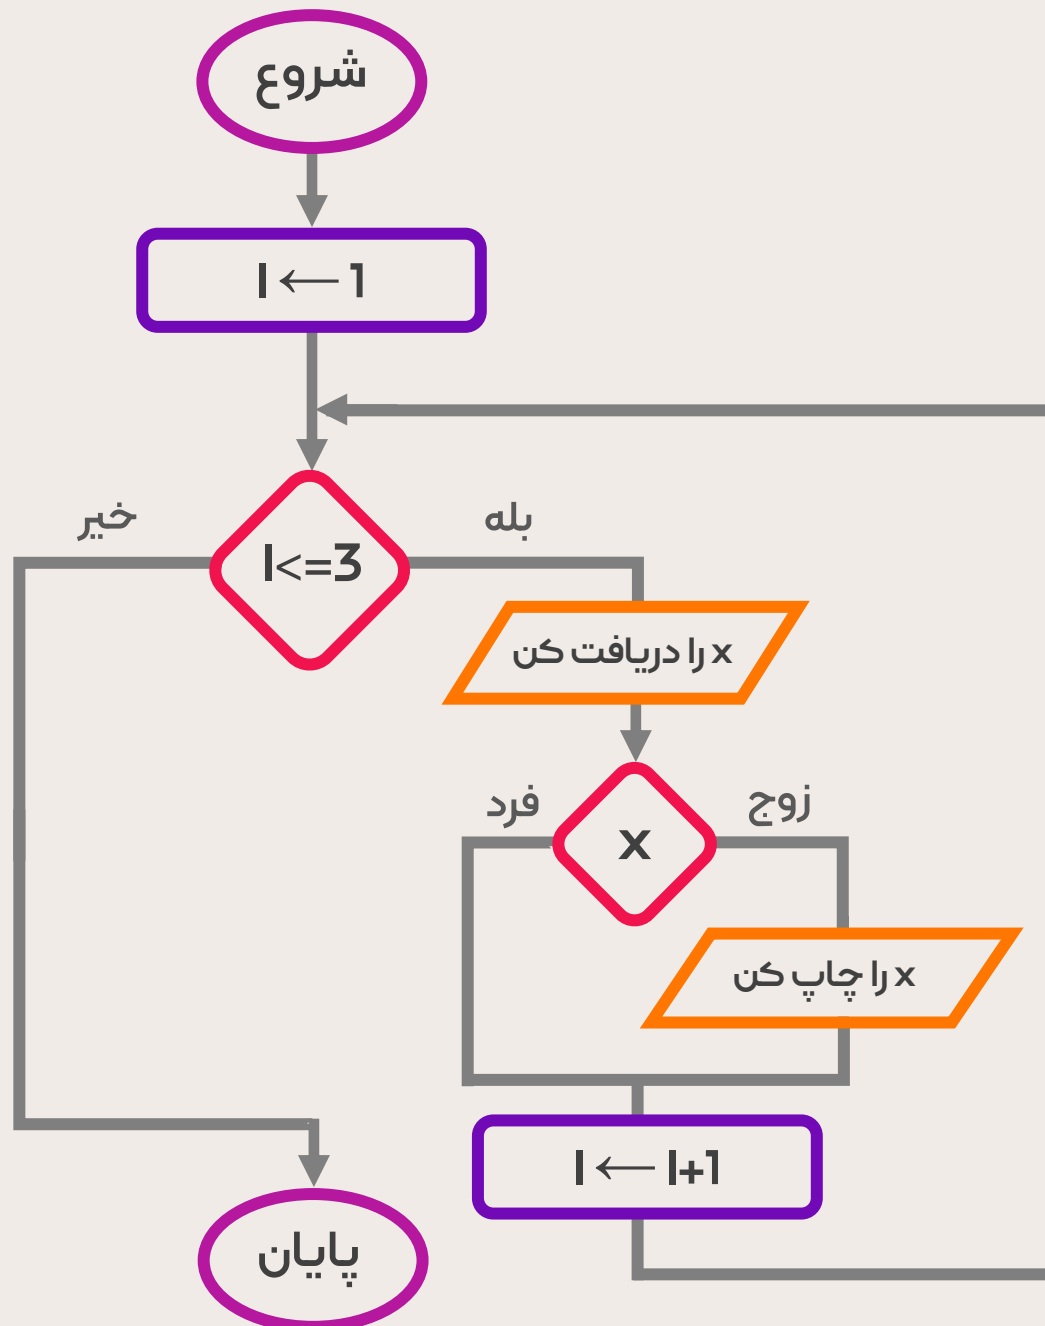 شروع
I ← 1
I<=3
خیر
بله
x را دریافت کن
x
فرد
زوج
x را چاپ کن
I ← I+1
پایان